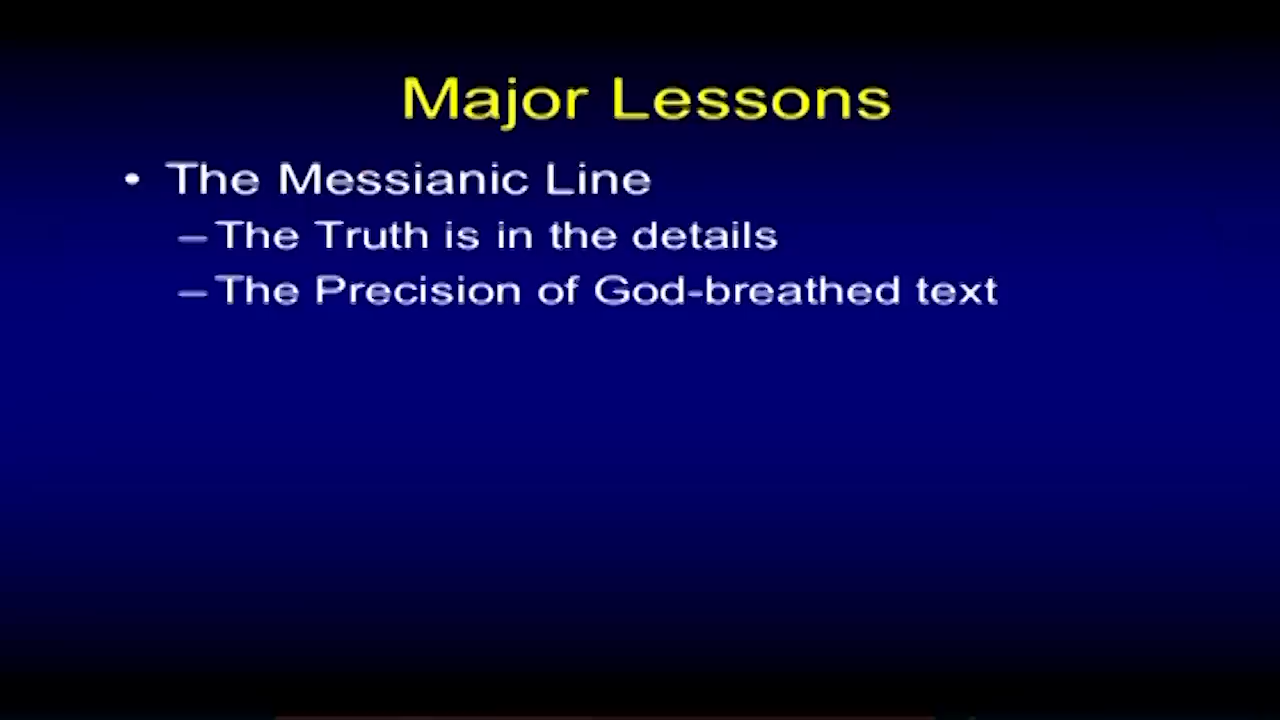 Major Lessons
• The Messianic Line
– The Truth is in the details
– The Precision of God-breathed text